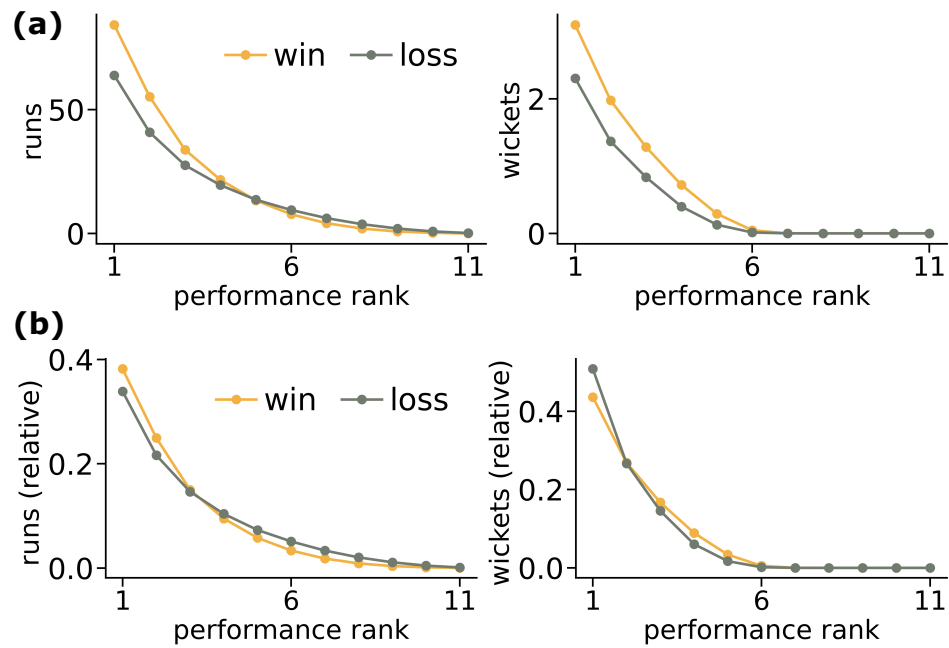 (a)
win loss
runs
50
0
1 6 11
performance rank
wickets
2
0
1 6 11
performance rank
(b)
win loss
runs (relative)
0.4
0.2
0.0
1 6 11
performance rank
wickets (relative)
0.4
0.2
0.0
1 6 11
performance rank